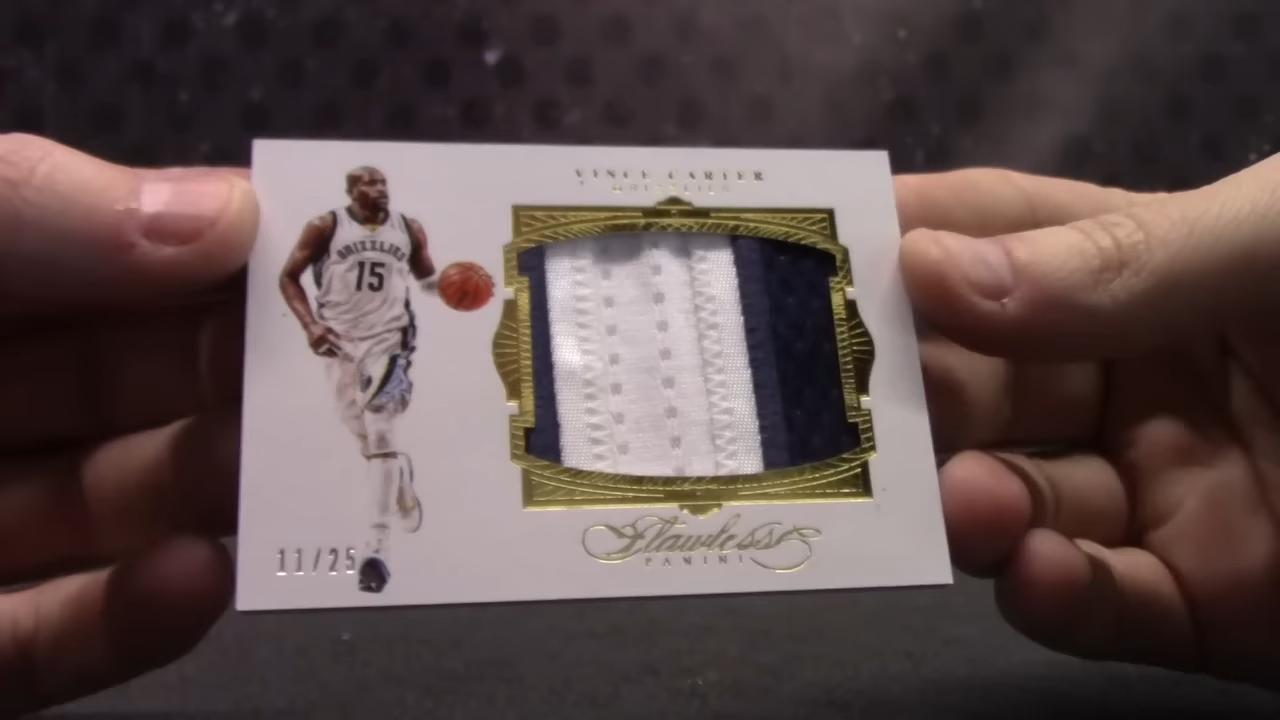 VINCE CARTER
GRIZZLIES
GRIZZLIES
15
11/25
Flawless
PANINI